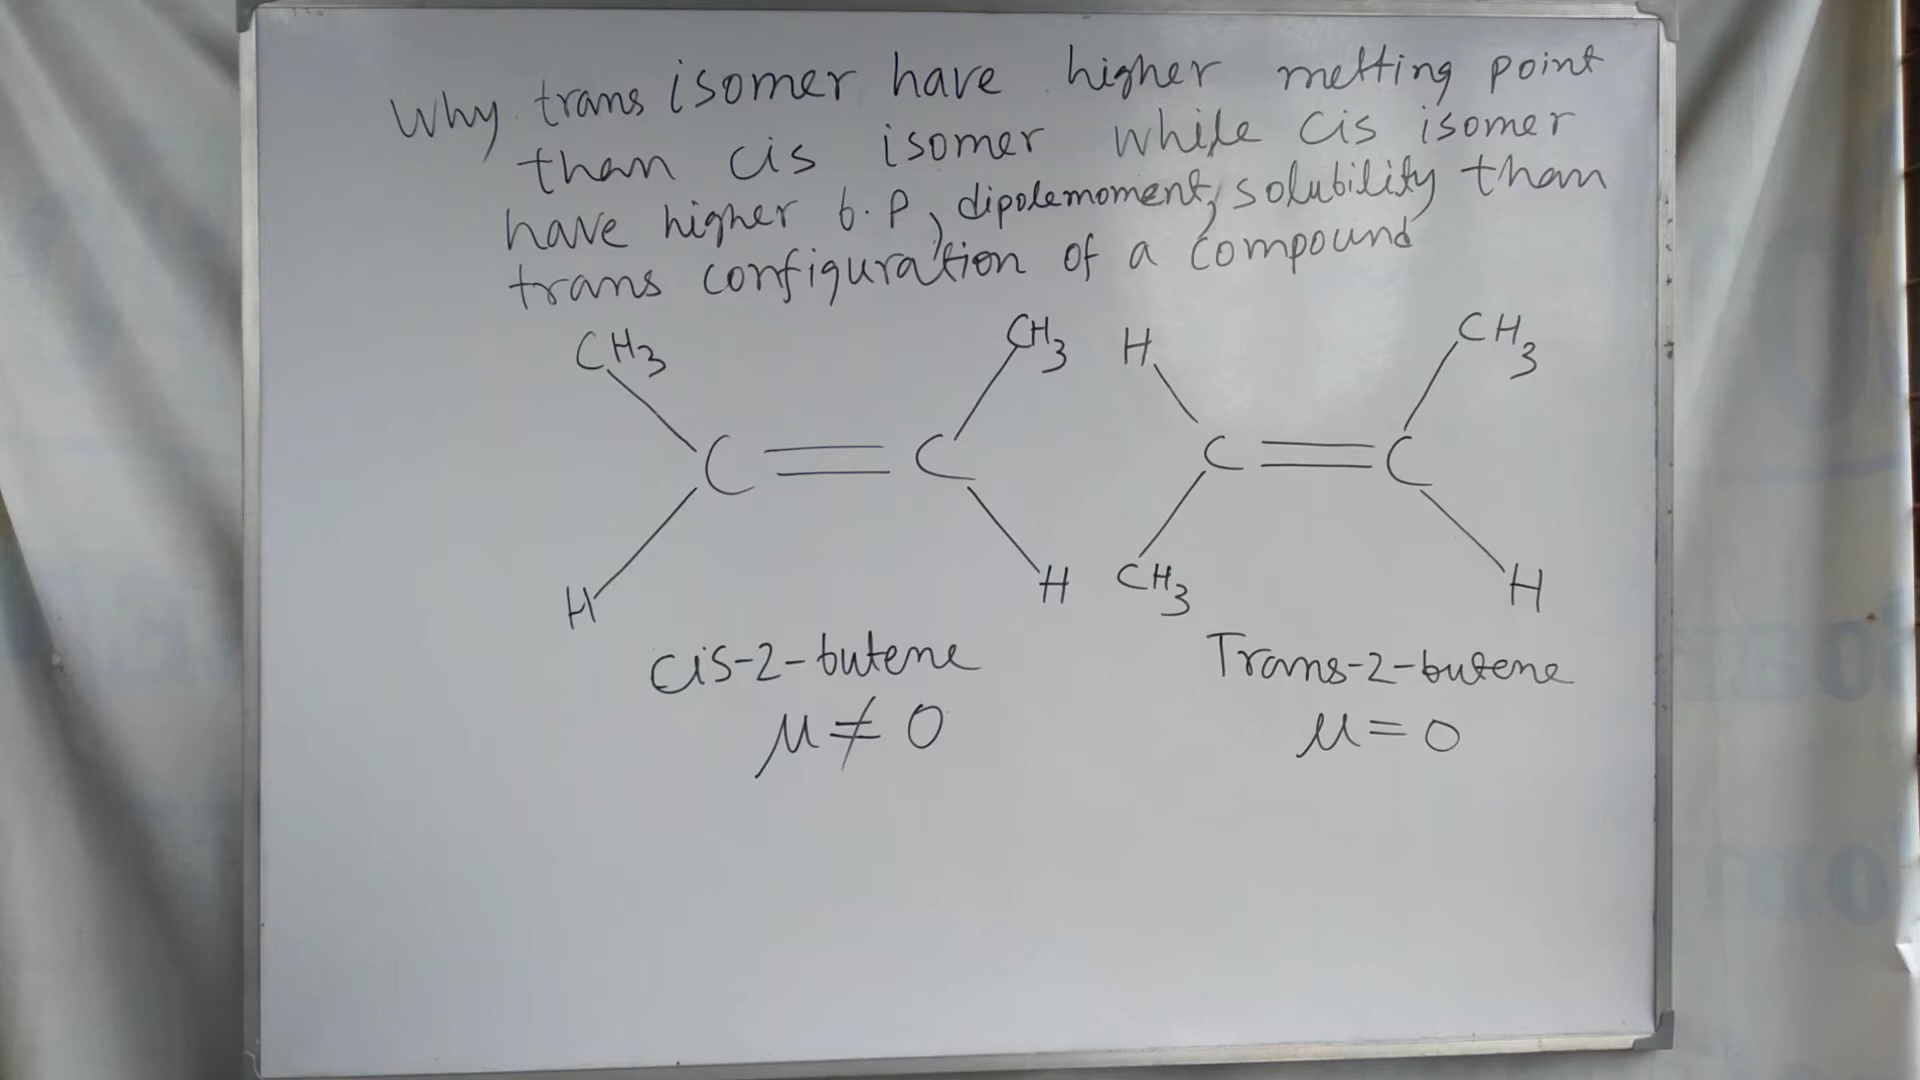 Why trans isomer have higher melting point
than cis isomer while cis isomer
have higher b.p, dipolemoment, solubility than
trans configuration of a compound
CH3 CH3 H CH3
C = C C = C
H H CH3 H
Cis-2-butene Trans-2-butene
μ ≠ 0 μ = 0